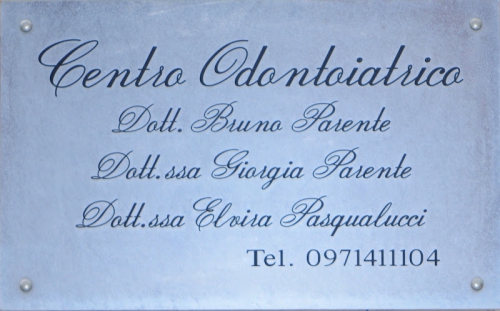 Centro Odontoiatrico
Dott. Bruno Parente
Dott.ssa Giorgia Parente
Dott.ssa Elvira Pasqualucci
Tel. 0971411104